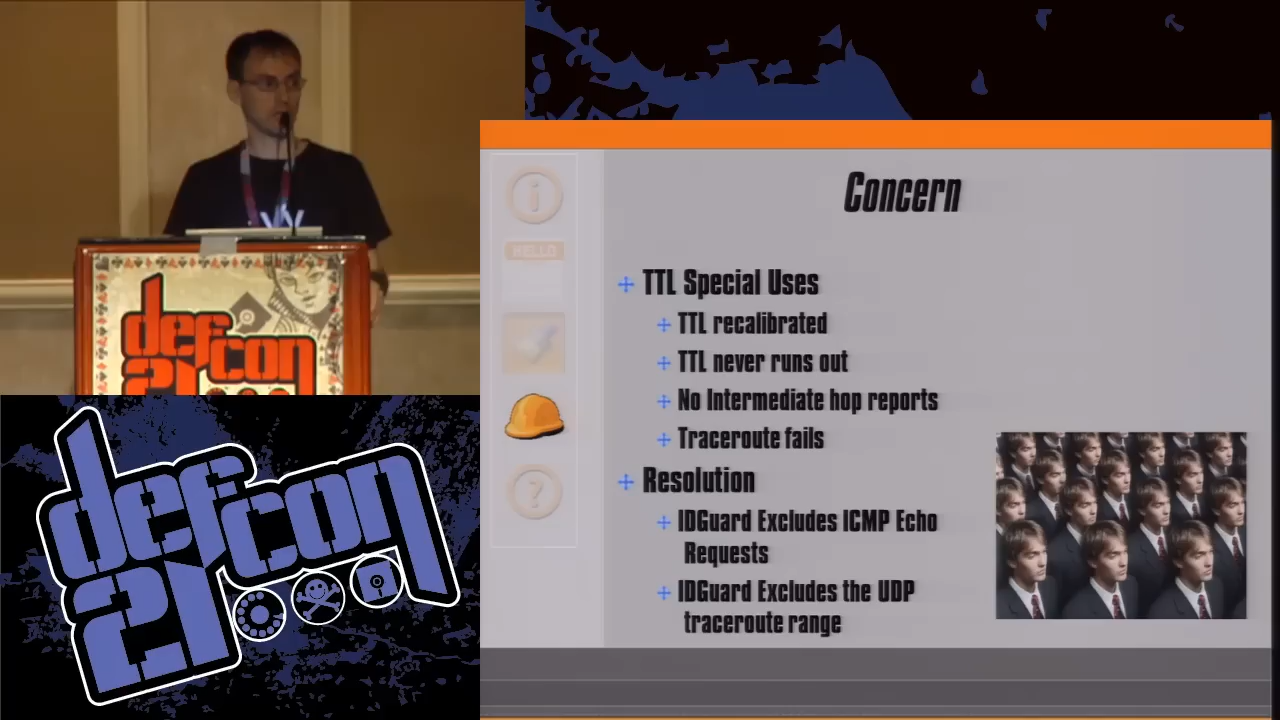 W
def
con
21
i
HELLO
Concern
TTL Special Uses
TTL recalibrated
TTL never runs out
No Intermediate hop reports
Traceroute fails
Resolution
IDGuard Excludes ICMP Echo
Requests
IDGuard Excludes the UDP
traceroute range
?
def
con
21